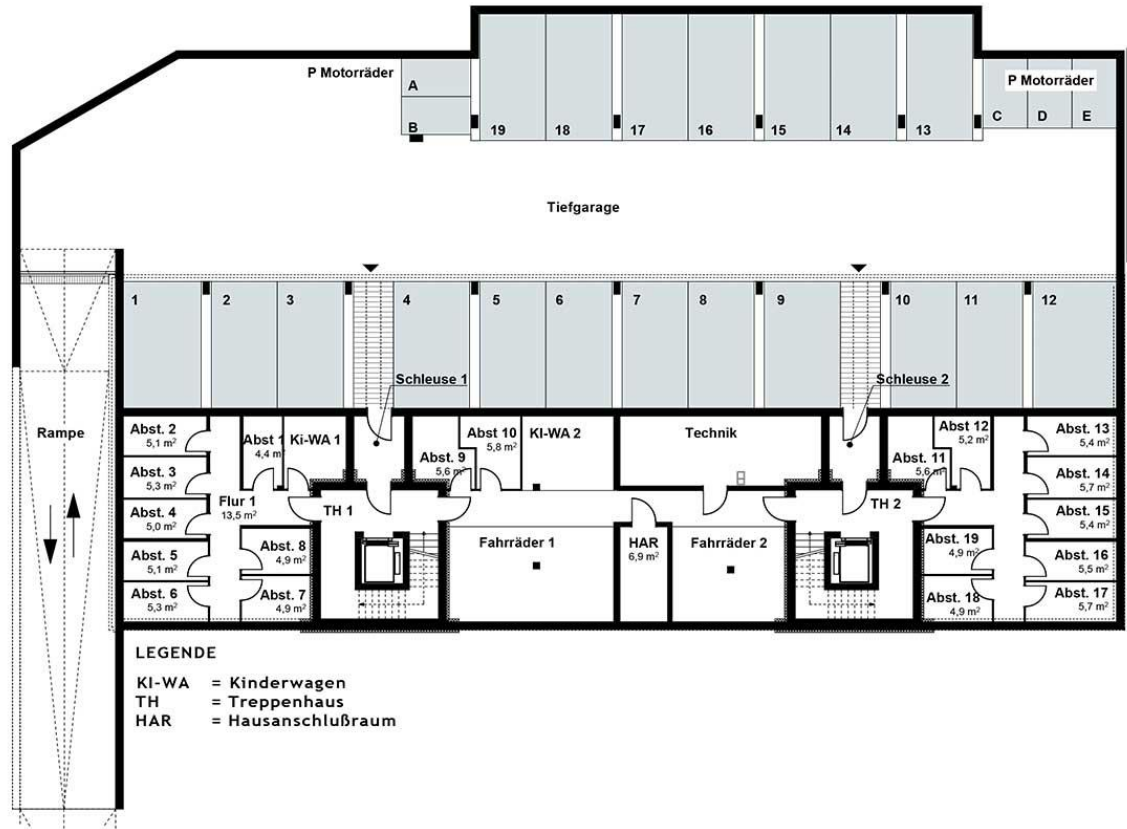 P Motorräder
A
B
19
18
17
16
15
14
13
P Motorräder
C
D
E
Tiefgarage
1
2
3
4
5
6
7
8
9
10
11
12
Schleuse 1
Schleuse 2
Rampe
Abst. 2
5,1 m²
Abst. 3
5,3 m²
Abst. 4
5,0 m²
Abst. 5
5,1 m²
Abst. 6
5,3 m²
Abst 1
4,4 m²
Ki-WA 1
Flur 1
13,5 m²
Abst. 8
4,9 m²
Abst. 7
4,9 m²
TH 1
Abst. 9
5,6 m²
Abst 10
5,8 m²
KI-WA 2
Fahrräder 1
Technik
HAR
6,9 m²
Fahrräder 2
TH 2
Abst. 11
5,6 m²
Abst 12
5,2 m²
Abst. 19
4,9 m²
Abst. 18
4,9 m²
Abst. 13
5,4 m²
Abst. 14
5,7 m²
Abst. 15
5,4 m²
Abst. 16
5,5 m²
Abst. 17
5,7 m²
LEGENDE
KI-WA = Kinderwagen
TH = Treppenhaus
HAR = Hausanschlußraum